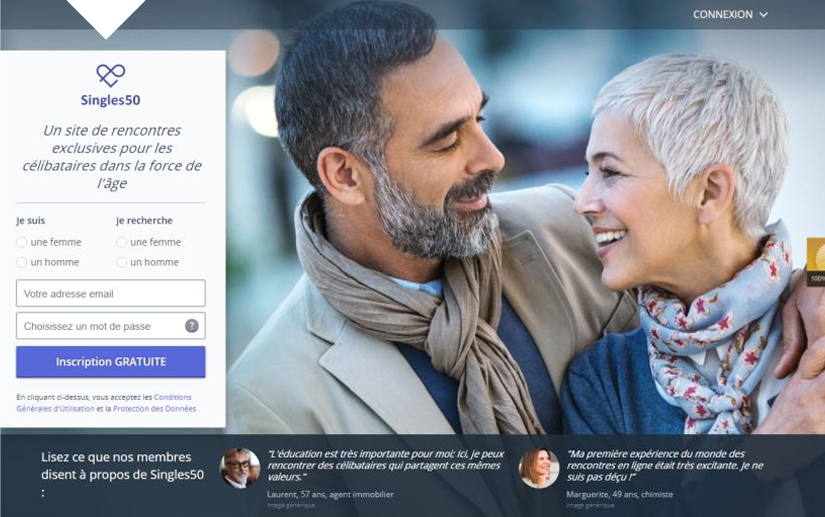 CONNEXION
Singles50
Un site de rencontres
exclusives pour les
célibataires dans la force de
l'âge
Je suis
Je recherche
une femme
une femme
un homme
un homme
Votre adresse email
Choisissez un mot de passe
?
Inscription GRATUITE
En cliquant ci-dessus, vous acceptez les Conditions
Générales d'Utilisation et la Protection des Données
100%
Lisez ce que nos membres
disent à propos de Singles50
:
"L'éducation est très importante pour moi; Ici, je peux
rencontrer des célibataires qui partagent ces mêmes
valeurs."
Laurent, 57 ans, agent immobilier
Image générique
"Ma première expérience du monde des
rencontres en ligne était très excitante. Je ne
suis pas déçu !"
Marguerite, 49 ans, chimiste
Image générique